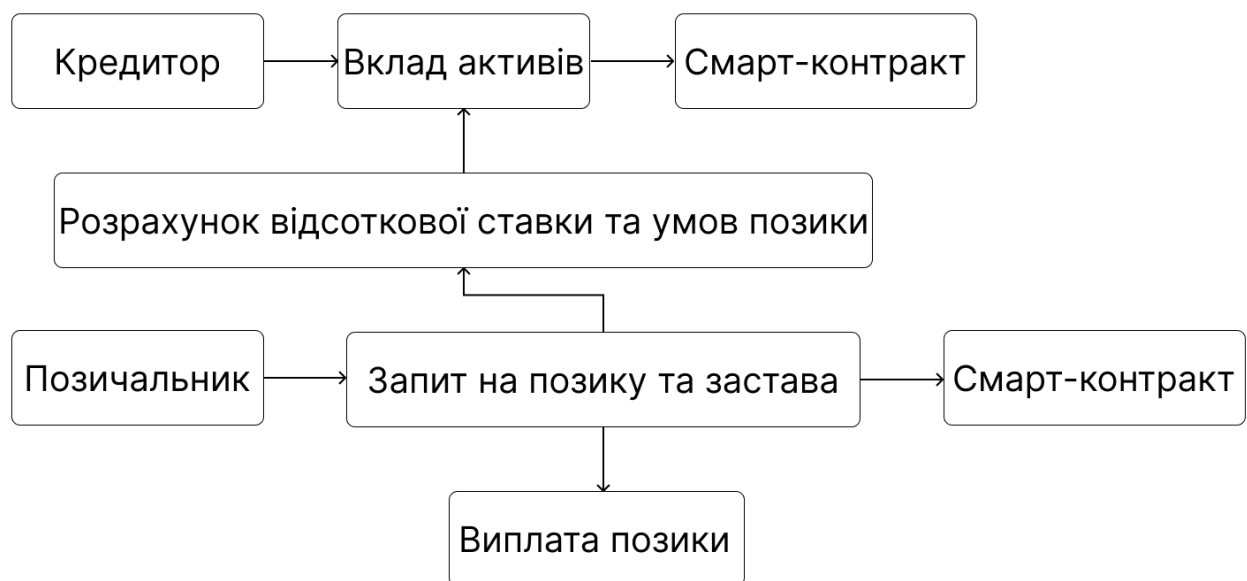 Кредитор
Вклад активів
Смарт-контракт
Розрахунок відсоткової ставки та умов позики
Позичальник
Запит на позику та застава
Смарт-контракт
Виплата позики